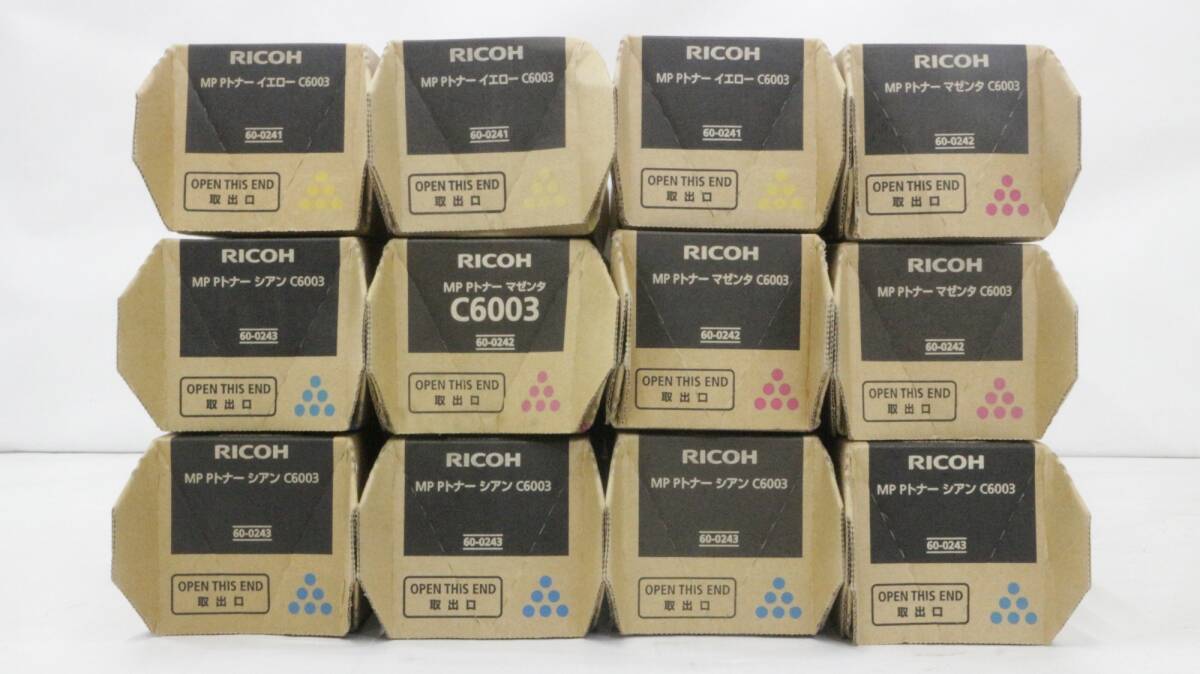 RICOH
MP Pトナー イエロー C6003
60-0241
OPEN THIS END
取出口
RICOH
MP Pトナー イエロー C6003
60-0241
OPEN THIS END
取出口
RICOH
MP Pトナー イエロー C6003
60-0241
OPEN THIS END
取出口
RICOH
MP Pトナー マゼンタ C6003
60-0242
OPEN THIS END
取出口
RICOH
MP Pトナー シアン C6003
60-0243
OPEN THIS END
取出口
RICOH
MP Pトナー マゼンタ
C6003
60-0242
OPEN THIS END
取出口
RICOH
MP Pトナー マゼンタ C6003
60-0242
OPEN THIS END
取出口
RICOH
MP Pトナー マゼンタ C6003
60-0242
OPEN THIS END
取出口
RICOH
MP Pトナー シアン C6003
60-0243
OPEN THIS END
取出口
RICOH
MP Pトナー シアン C6003
60-0243
OPEN THIS END
取出口
RICOH
MP Pトナー シアン C6003
60-0243
OPEN THIS END
取出口
RICOH
MP Pトナー シアン C6003
60-0243
OPEN THIS END
取出口